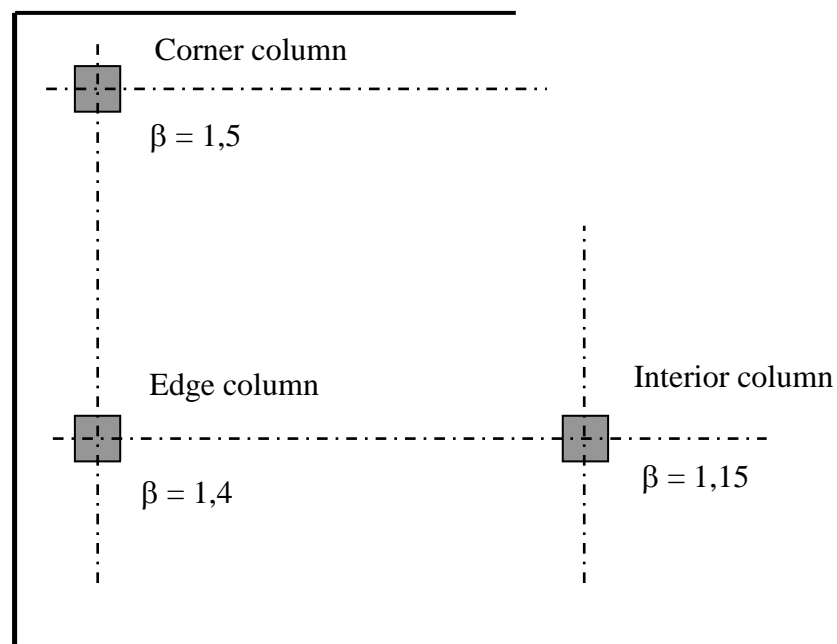 Corner column
β = 1,5
Edge column
β = 1,4
Interior column
β = 1,15